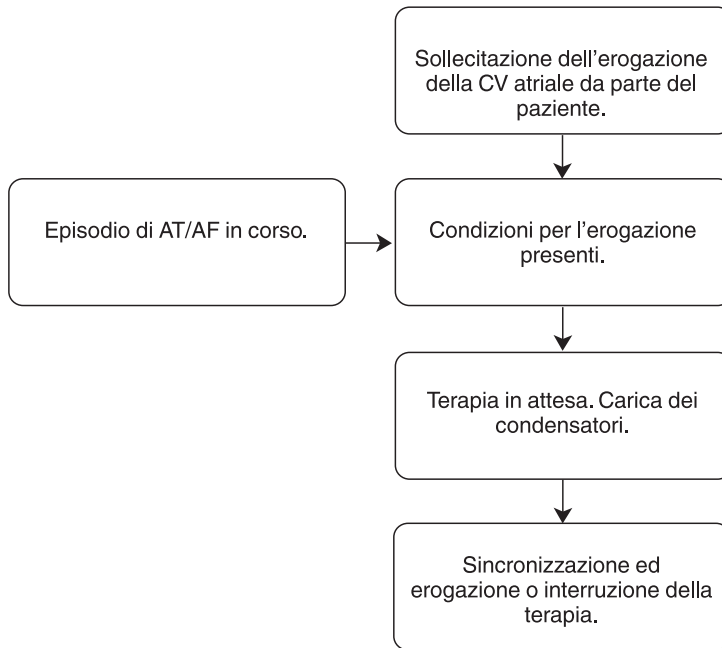 Sollecitazione dell’erogazione
della CV atriale da parte del
paziente.
Episodio di AT/AF in corso.
Condizioni per l’erogazione
presenti.
Terapia in attesa. Carica dei
condensatori.
Sincronizzazione ed
erogazione o interruzione della
terapia.